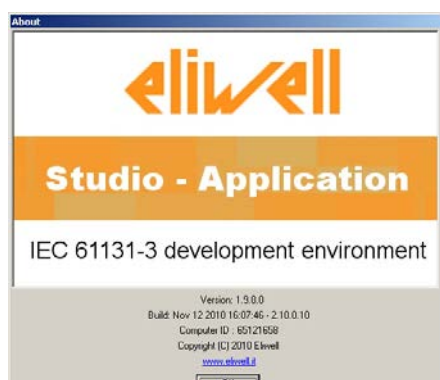 About
eliwell
Studio - Application
IEC 61131-3 development environment
Version: 1.9.0.0
Build: Nov 12 2010 16:07:46 - 2.10.0.10
Computer ID : 65121658
Copyright (C) 2010 Eliwell
www.eliwell.it